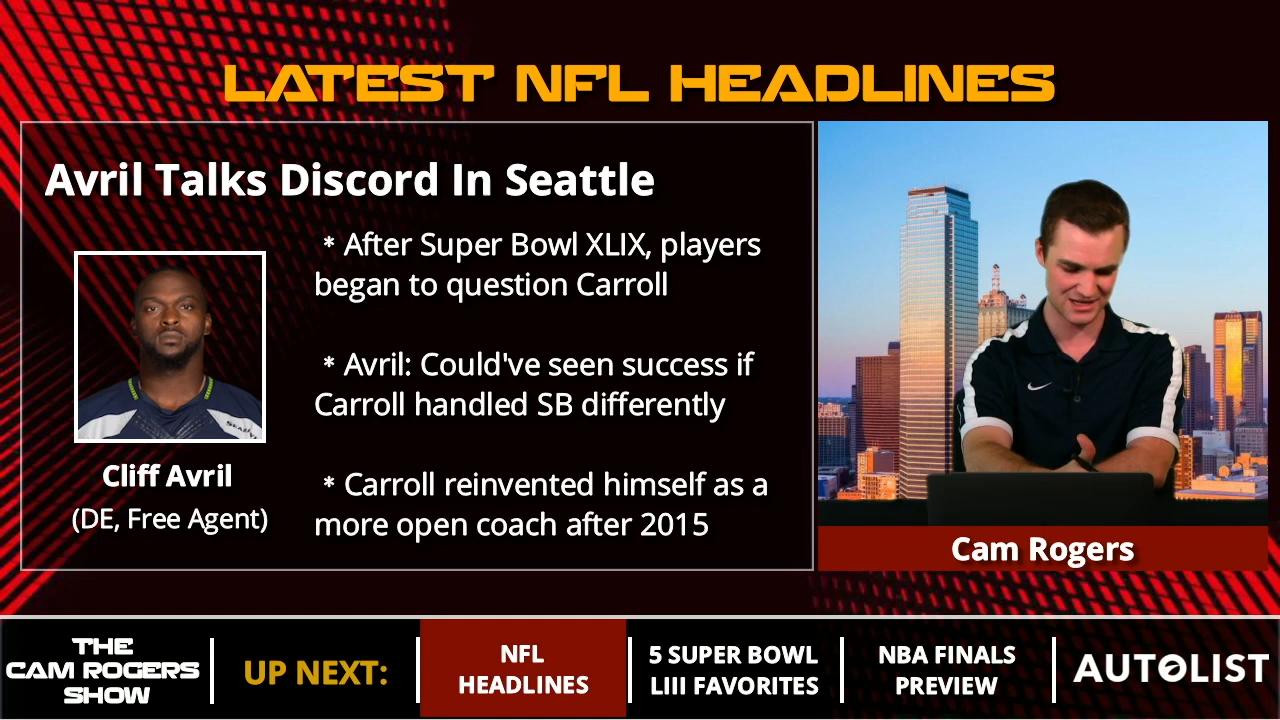 LATEST NFL HEADLINES
Avril Talks Discord In Seattle
* After Super Bowl XLIX, players
began to question Carroll
* Avril: Could've seen success if
Carroll handled SB differently
* Carroll reinvented himself as a
more open coach after 2015
Cliff Avril
(DE, Free Agent)
Cam Rogers
THE
CAM ROGERS
SHOW
UP NEXT:
NFL
HEADLINES
5 SUPER BOWL
LIII FAVORITES
NBA FINALS
PREVIEW
AUTOLIST